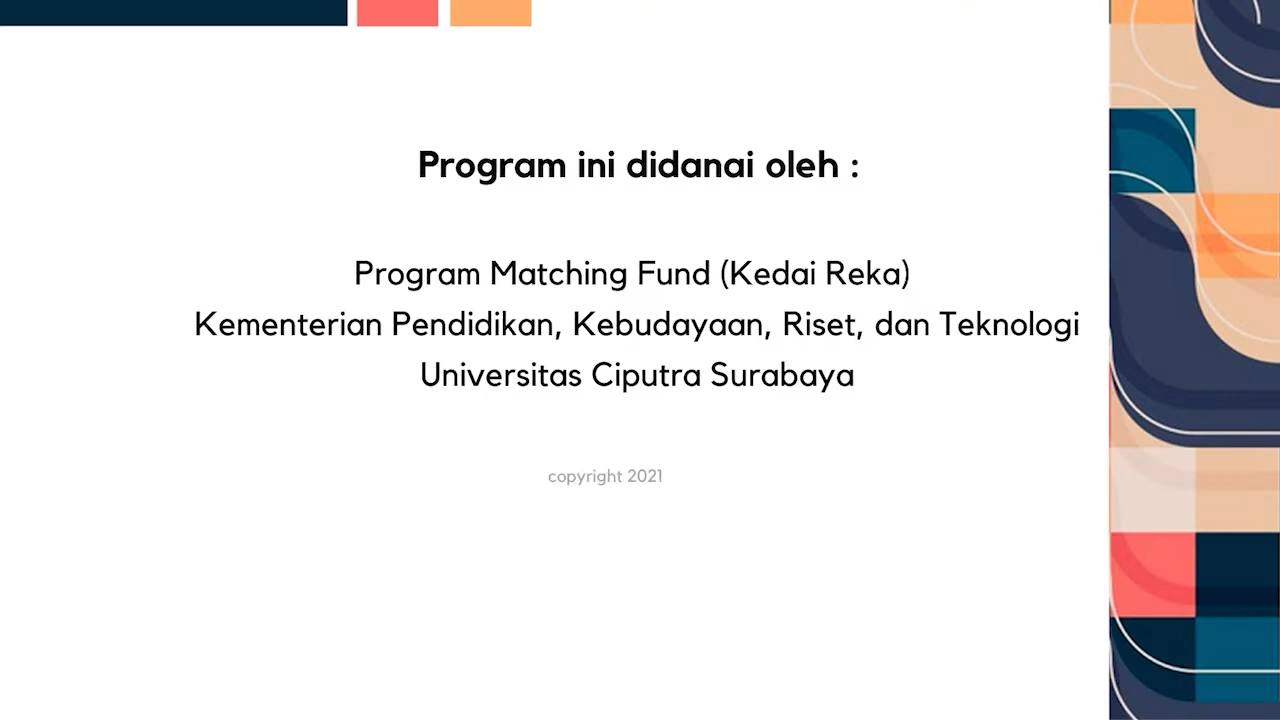 Program ini didanai oleh :
Program Matching Fund (Kedai Reka)
Kementerian Pendidikan, Kebudayaan, Riset, dan Teknologi
Universitas Ciputra Surabaya
copyright 2021